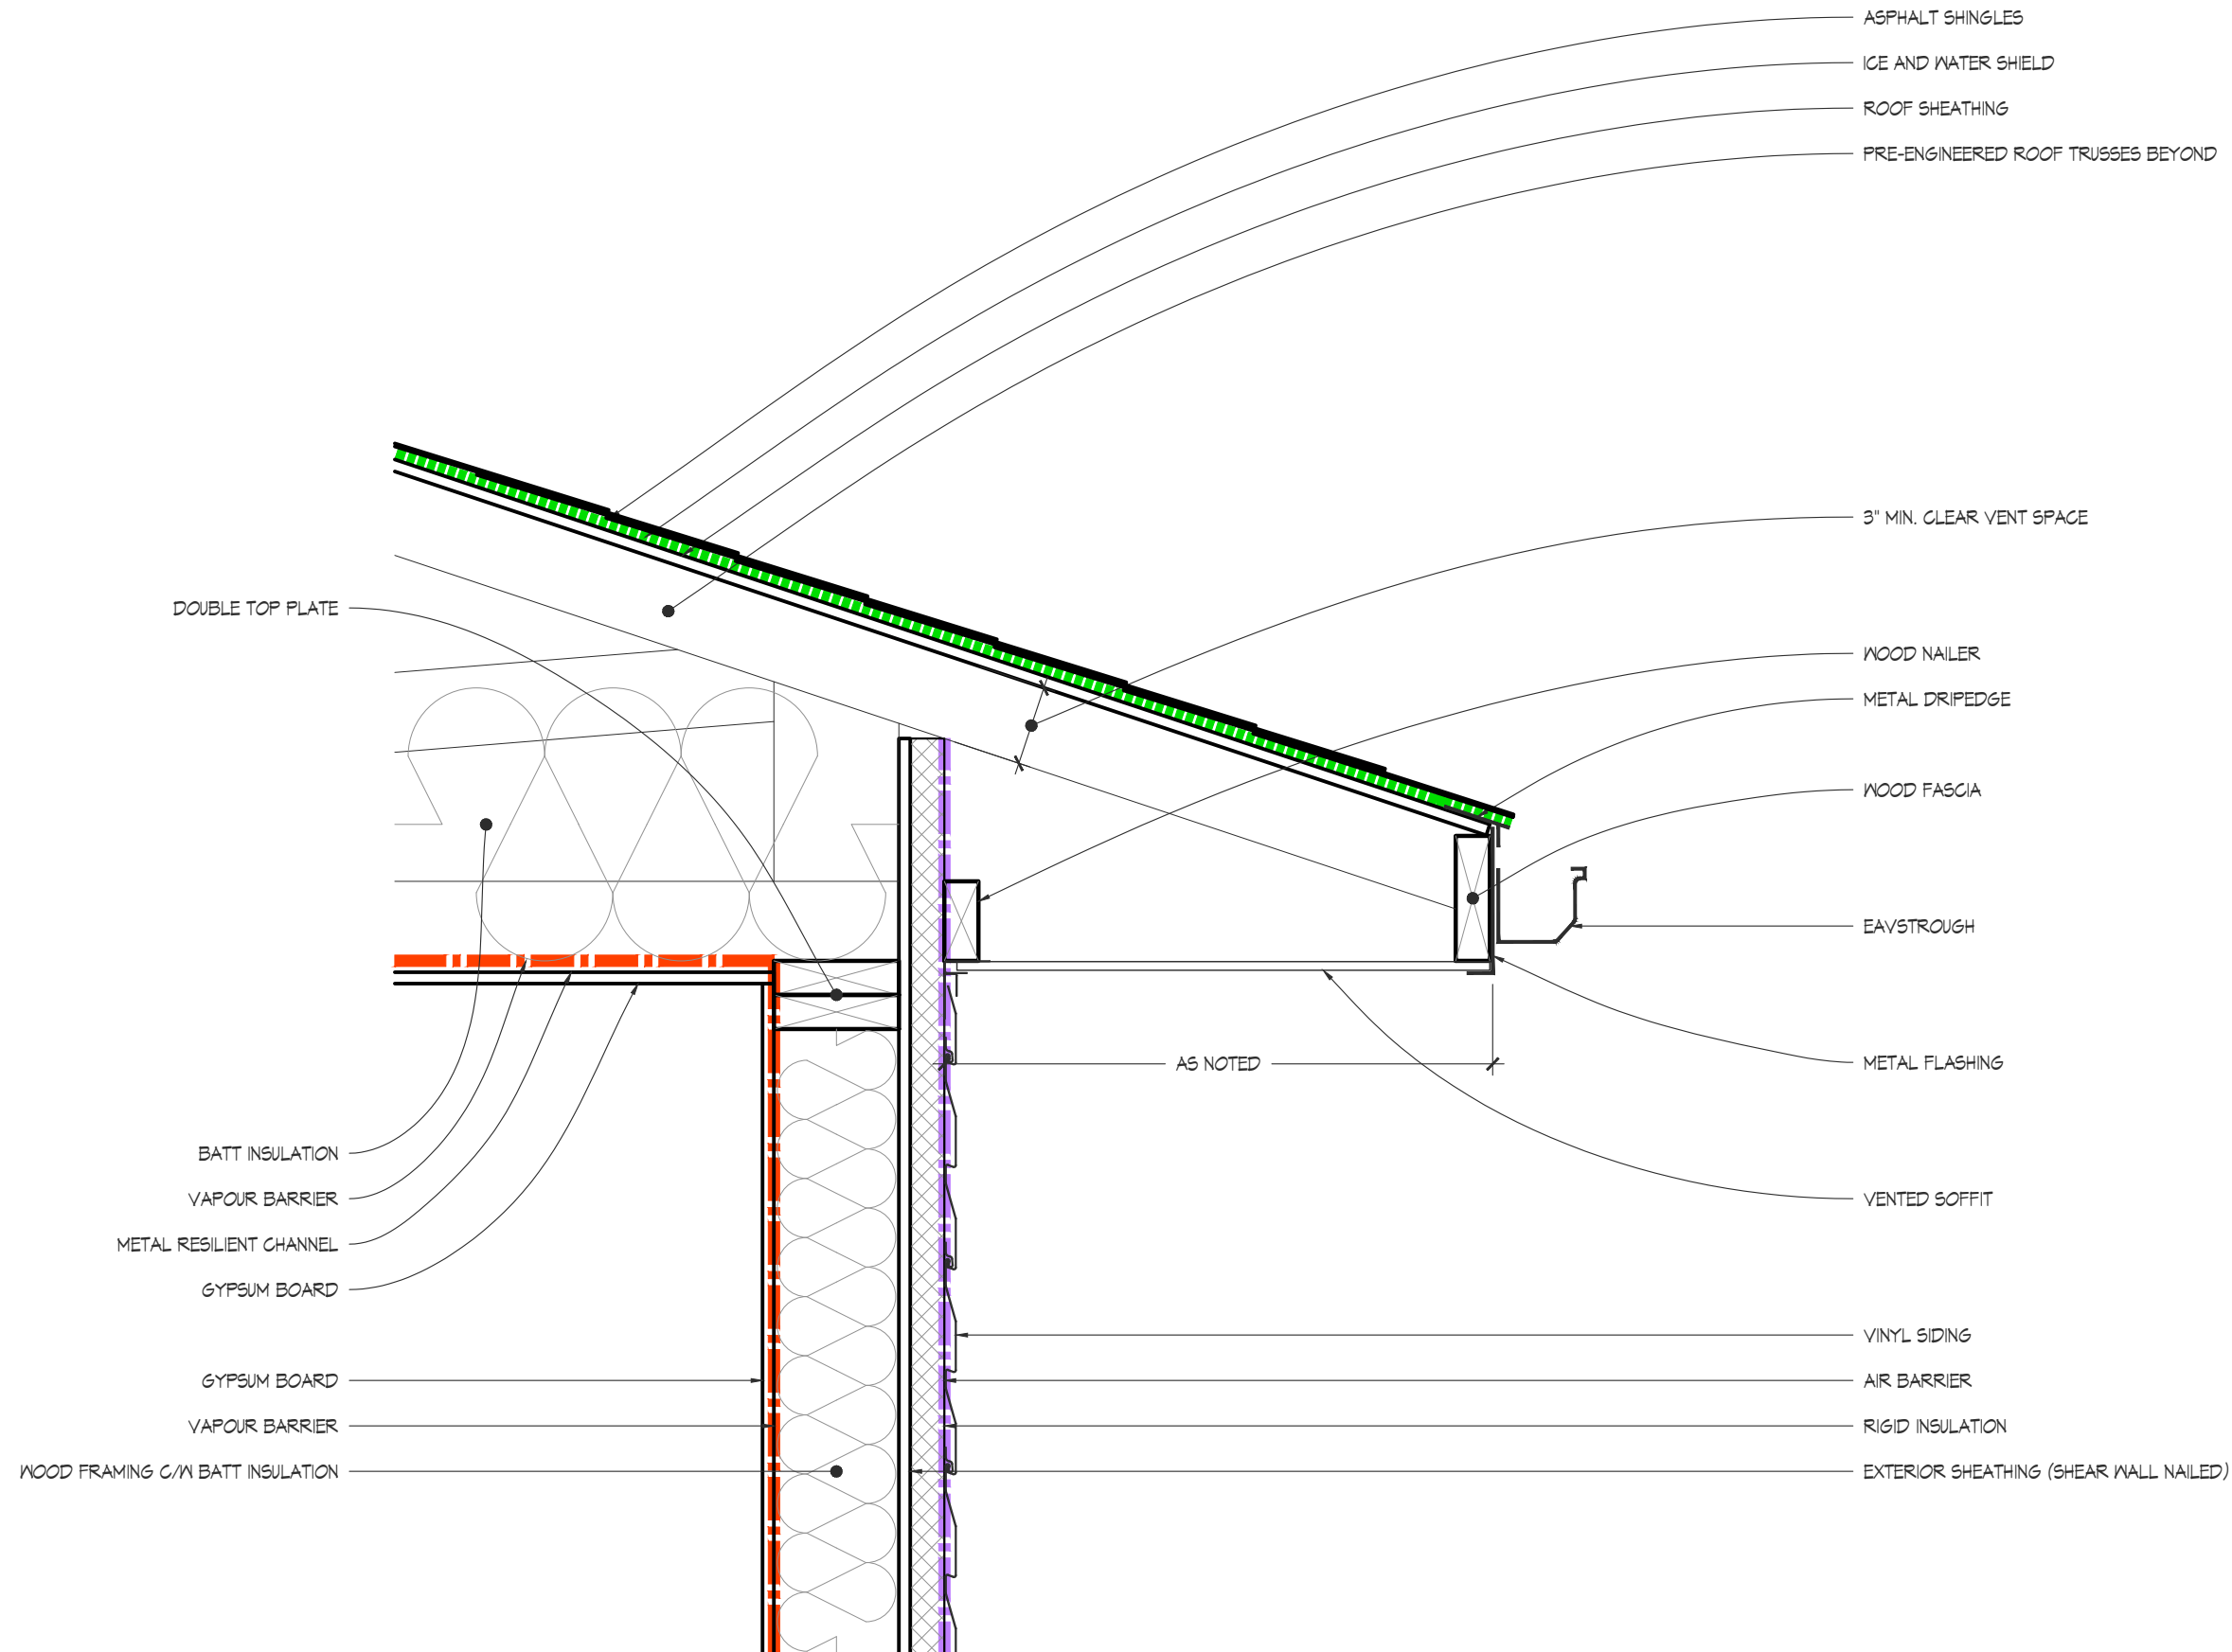 ASPHALT SHINGLES
ICE AND WATER SHIELD
ROOF SHEATHING
PRE-ENGINEERED ROOF TRUSSES BEYOND
3" MIN. CLEAR VENT SPACE
DOUBLE TOP PLATE
WOOD NAILER
METAL DRIPEDGE
WOOD FASCIA
EAVSTROUGH
METAL FLASHING
AS NOTED
BATT INSULATION
VAPOUR BARRIER
VENTED SOFFIT
METAL RESILIENT CHANNEL
GYPSUM BOARD
VINYL SIDING
GYPSUM BOARD
AIR BARRIER
VAPOUR BARRIER
RIGID INSULATION
WOOD FRAMING C/W BATT INSULATION
EXTERIOR SHEATHING (SHEAR WALL NAILED)